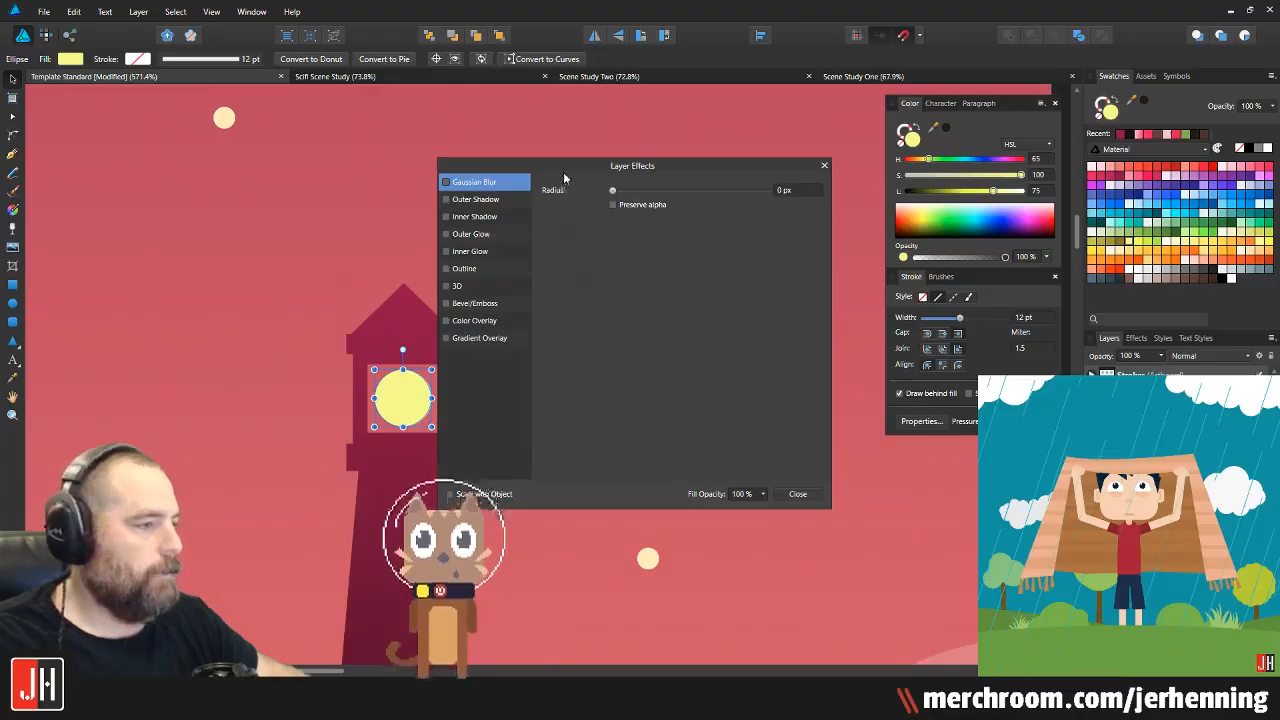 File Edit Text Layer Select View Window Help
Ellipse Fill: Stroke: 12 pt Convert to Donut Convert to Pie Convert to Curves
Template Standard [Modified] (571.4%) Scifi Scene Study (73.8%) Scene Study Two (72.8%) Scene Study One (67.9%)
Swatches Assets Symbols
Color Character Paragraph
Opacity: 100 %
HSL
Recent:
Material
H: 65
S: 100
L: 75
Opacity
100 %
Layer Effects
Gaussian Blur
Radius: 0 px
Preserve alpha
Outer Shadow
Inner Shadow
Outer Glow
Inner Glow
Outline
3D
Bevel/Emboss
Color Overlay
Gradient Overlay
Fill Opacity: 100 % Close
Stroke Brushes
Style:
Width: 12 pt
Cap: Miter:
Join: 1.5
Align:
Draw behind fill
Properties...
Layers Effects Styles Text Styles
Opacity: 100 % Normal
JH
JH
\\ merchroom.com/jerhenning